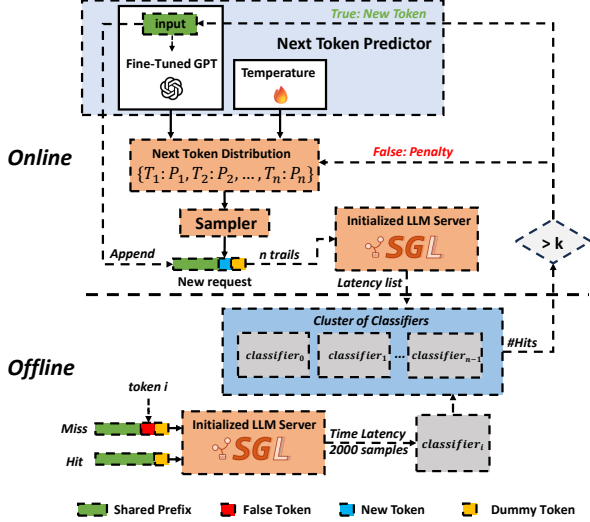 input
True: New Token
Next Token Predictor
Fine-Tuned GPT
Temperature
Online
Next Token Distribution
{T₁: P₁, T₂: P₂, ..., Tₙ: Pₙ}
False: Penalty
Sampler
Initialized LLM Server
SGL
> k
Append
n trails
New request
Latency list
Cluster of Classifiers
classifier₀
classifier₁
...
classifierₙ₋₁
#Hits
Offline
token i
Miss
Hit
Initialized LLM Server
SGL
Time Latency
2000 samples
classifierᵢ
Shared Prefix
False Token
New Token
Dummy Token